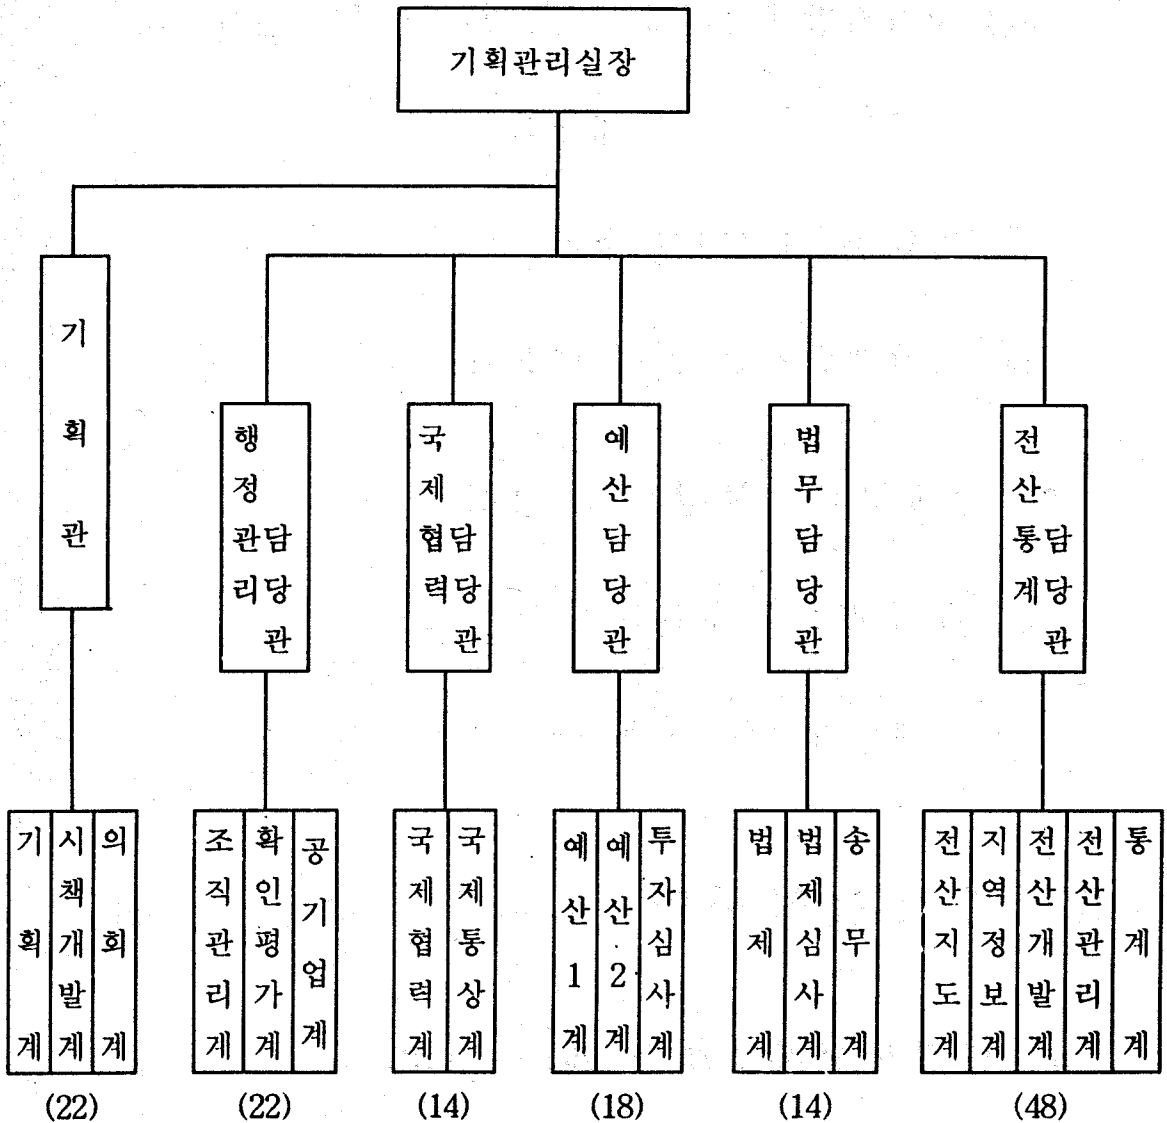 기획관리실장
기획관
행정관리담당관
국제협력담당관
예산담당관
법무담당관
전산통계담당관
기획계
시책개발계
의회계
조직관리계
확인평가계
공기업계
국제협력계
국제통상계
예산1계
예산2계
투자심사계
법제계
법제심사계
송무계
전산지도계
지역정보계
전산개발계
전산관리계
통계계
(22)
(22)
(14)
(18)
(14)
(48)